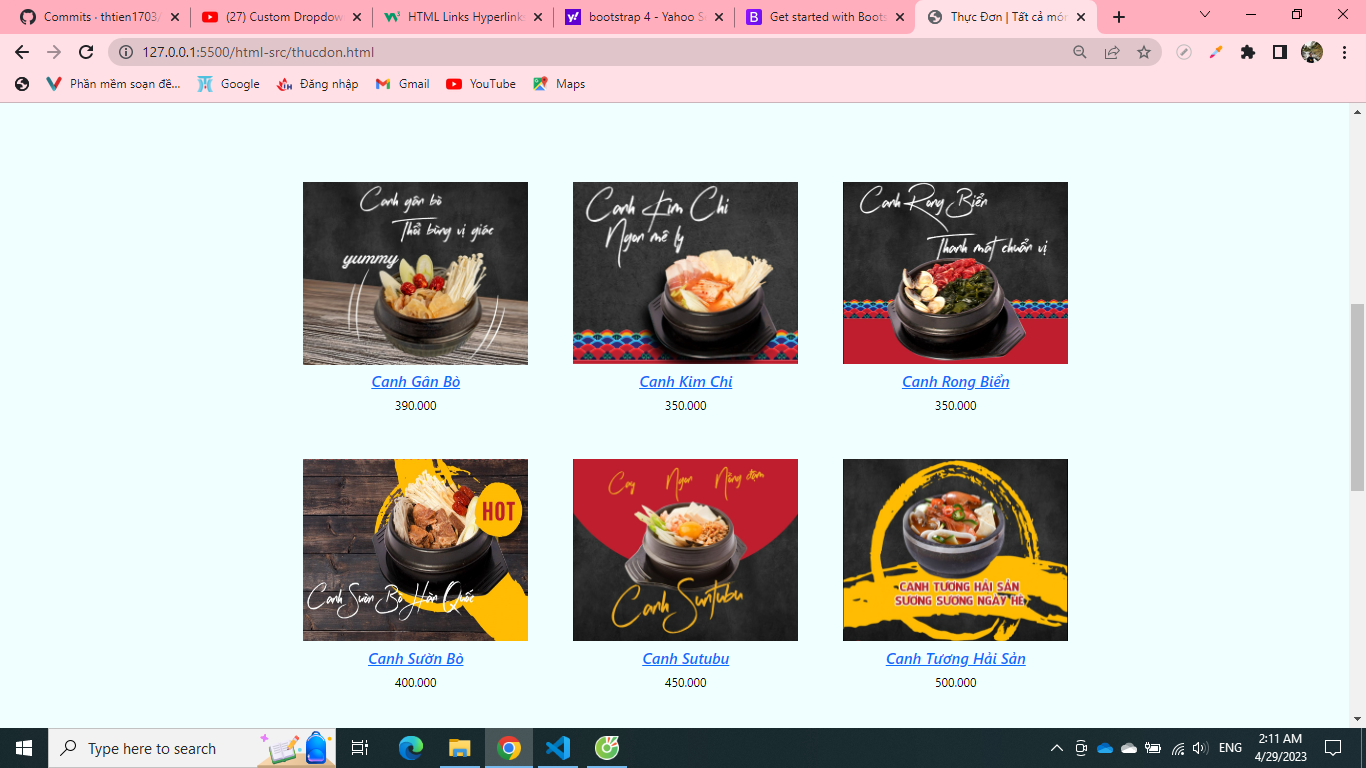 Commits · thtien1703/
(27) Custom Dropdow
HTML Links Hyperlink
bootstrap 4 - Yahoo S
Get started with Boots
Thực Đơn | Tất cả món
127.0.0.1:5500/html-src/thucdon.html
Phần mềm soạn đề...
Google
Đăng nhập
Gmail
YouTube
Maps
Canh gân bò
Thổi bùng vị giác
yummy
Canh Kim Chi
Ngon mê ly
Canh Rong Biển
Thanh mát chuẩn vị
Canh Gân Bò
Canh Kim Chi
Canh Rong Biển
390.000
350.000
350.000
HOT
Canh Sườn Bò Hàn Quốc
Cay Ngon Nồng đậm
Canh Suntubu
CANH TƯƠNG HẢI SẢN
SƯƠNG SƯƠNG NGÀY HÈ
Canh Sườn Bò
Canh Sutubu
Canh Tương Hải Sản
400.000
450.000
500.000
Type here to search
ENG
2:11 AM
4/29/2023